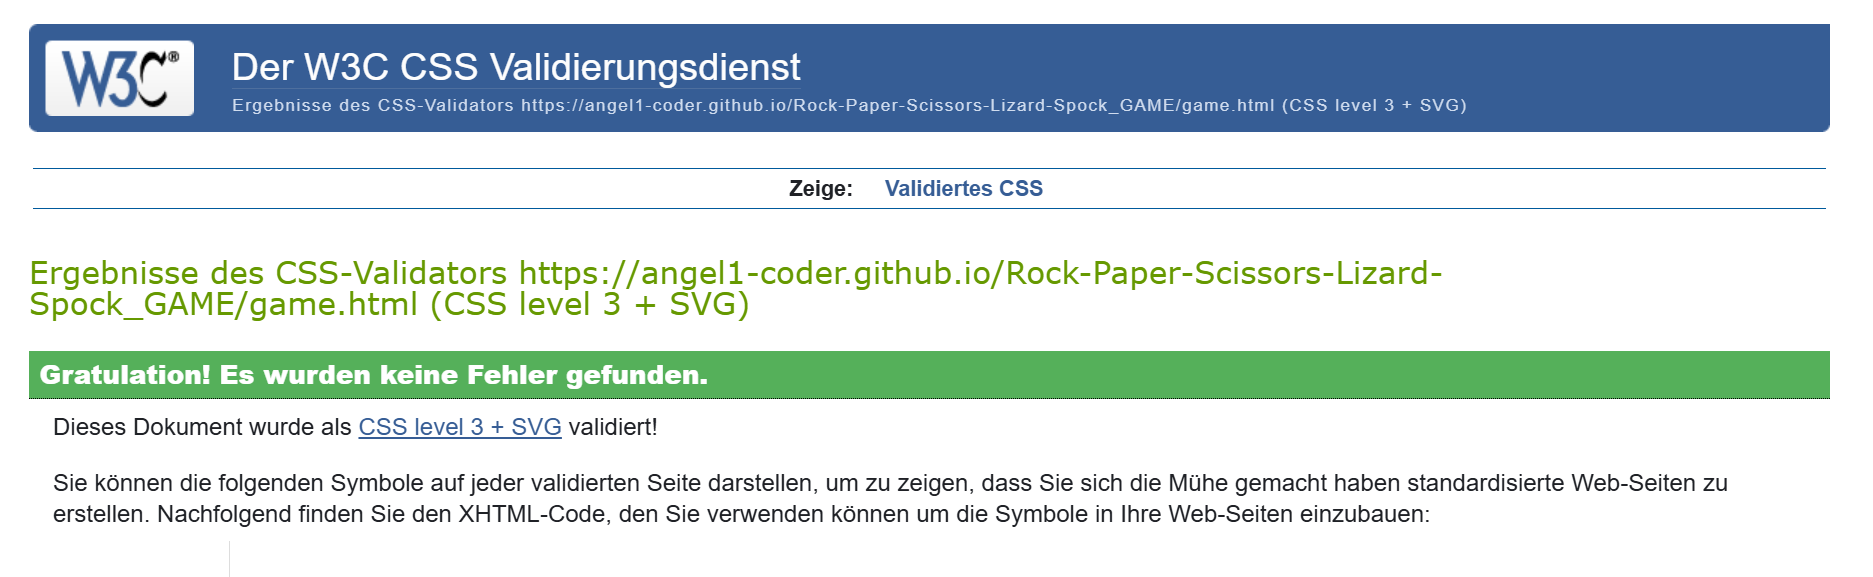 W3C®
Der W3C CSS Validierungsdienst
Ergebnisse des CSS-Validators https://angel1-coder.github.io/Rock-Paper-Scissors-Lizard-Spock_GAME/game.html (CSS level 3 + SVG)
Zeige: Validiertes CSS
Ergebnisse des CSS-Validators https://angel1-coder.github.io/Rock-Paper-Scissors-Lizard-
Spock_GAME/game.html (CSS level 3 + SVG)
Gratulation! Es wurden keine Fehler gefunden.
Dieses Dokument wurde als CSS level 3 + SVG validiert!
Sie können die folgenden Symbole auf jeder validierten Seite darstellen, um zu zeigen, dass Sie sich die Mühe gemacht haben standardisierte Web-Seiten zu
erstellen. Nachfolgend finden Sie den XHTML-Code, den Sie verwenden können um die Symbole in Ihre Web-Seiten einzubauen: